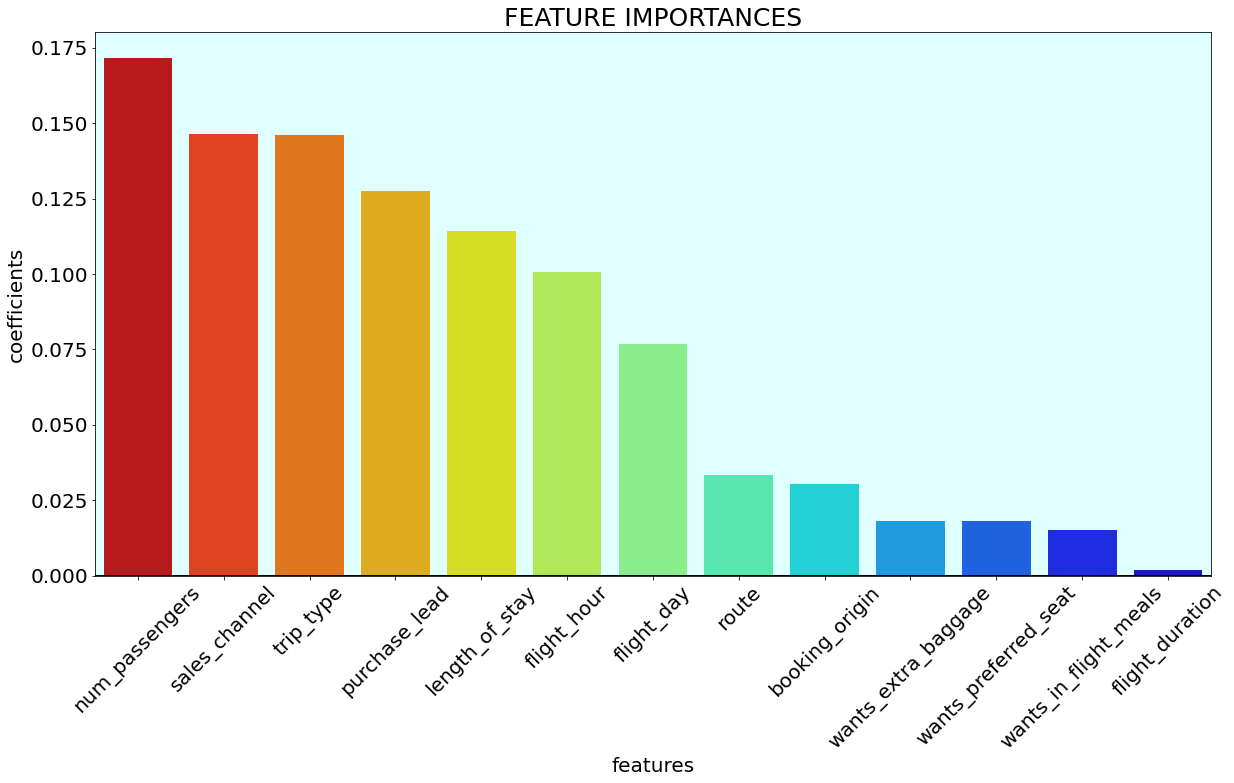 FEATURE IMPORTANCES
coefficients
0.175
0.150
0.125
0.100
0.075
0.050
0.025
0.000
num_passengers
sales_channel
trip_type
purchase_lead
length_of_stay
flight_hour
flight_day
route
booking_origin
wants_extra_baggage
wants_preferred_seat
wants_in_flight_meals
flight_duration
features